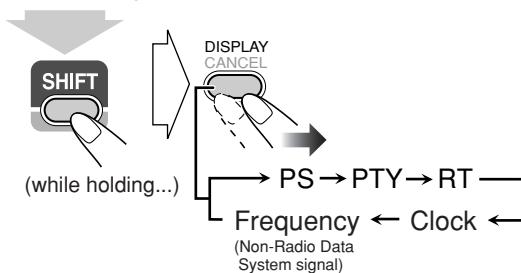 DISPLAY
CANCEL
SHIFT
(while holding...)
PS → PTY → RT
Frequency ← Clock ←
(Non-Radio Data
System signal)